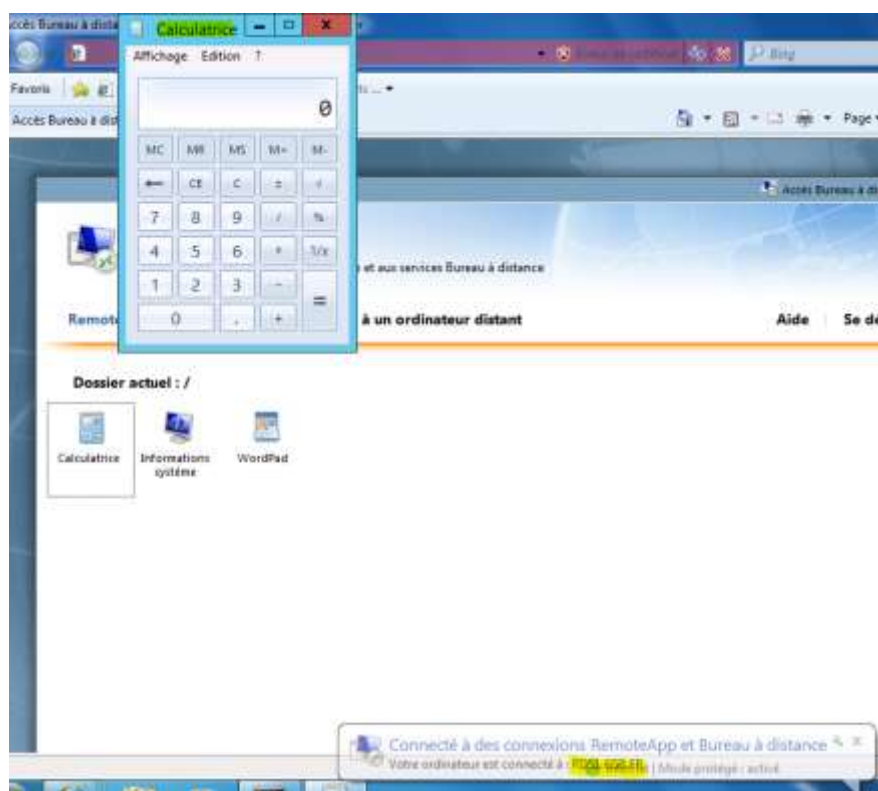 ccès Bureau à dista
Calculatrice
Affichage Edition ?
0
Bing
Favoris
Accès Bureau à dis
Page
MC MR MS M+ M-
← CE C ±
7 8 9 / %
4 5 6 * 1/x
1 2 3 - =
0 , +
Accès Bureau à di
et aux services Bureau à distance
Remote
à un ordinateur distant
Aide
Se dé
Dossier actuel : /
Calculatrice
Informations
système
WordPad
Connecté à des connexions RemoteApp et Bureau à distance
Votre ordinateur est connecté à :
Mode protégé : activé